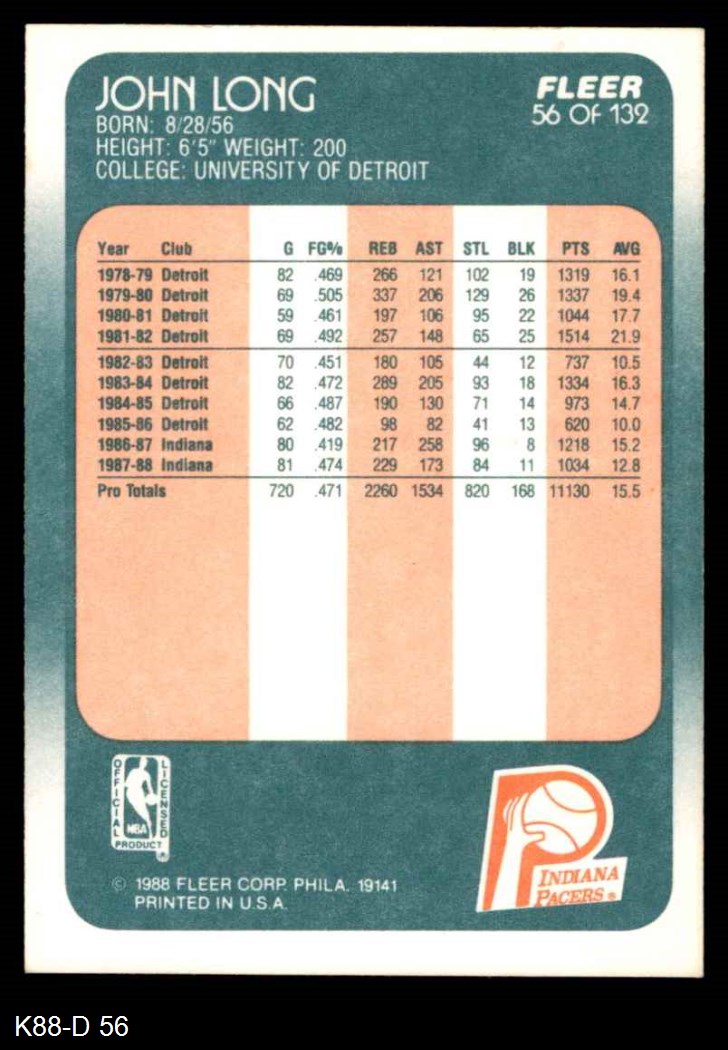 JOHN LONG
FLEER
56 OF 132
BORN: 8/28/56
HEIGHT: 6'5" WEIGHT: 200
COLLEGE: UNIVERSITY OF DETROIT
Year Club G FG% REB AST STL BLK PTS AVG
1978-79 Detroit 82 .469 266 121 102 19 1319 16.1
1979-80 Detroit 69 .505 337 206 129 26 1337 19.4
1980-81 Detroit 59 .461 197 106 95 22 1044 17.7
1981-82 Detroit 69 .492 257 148 65 25 1514 21.9
1982-83 Detroit 70 .451 180 105 44 12 737 10.5
1983-84 Detroit 82 .472 289 205 93 18 1334 16.3
1984-85 Detroit 66 .487 190 130 71 14 973 14.7
1985-86 Detroit 62 .482 98 82 41 13 620 10.0
1986-87 Indiana 80 .419 217 258 96 8 1218 15.2
1987-88 Indiana 81 .474 229 173 84 11 1034 12.8
Pro Totals 720 .471 2260 1534 820 168 11130 15.5
OFFICIAL LICENSED
NBA
PRODUCT ®
INDIANA
PACERS ®
© 1988 FLEER CORP. PHILA. 19141
PRINTED IN U.S.A.
K88-D 56